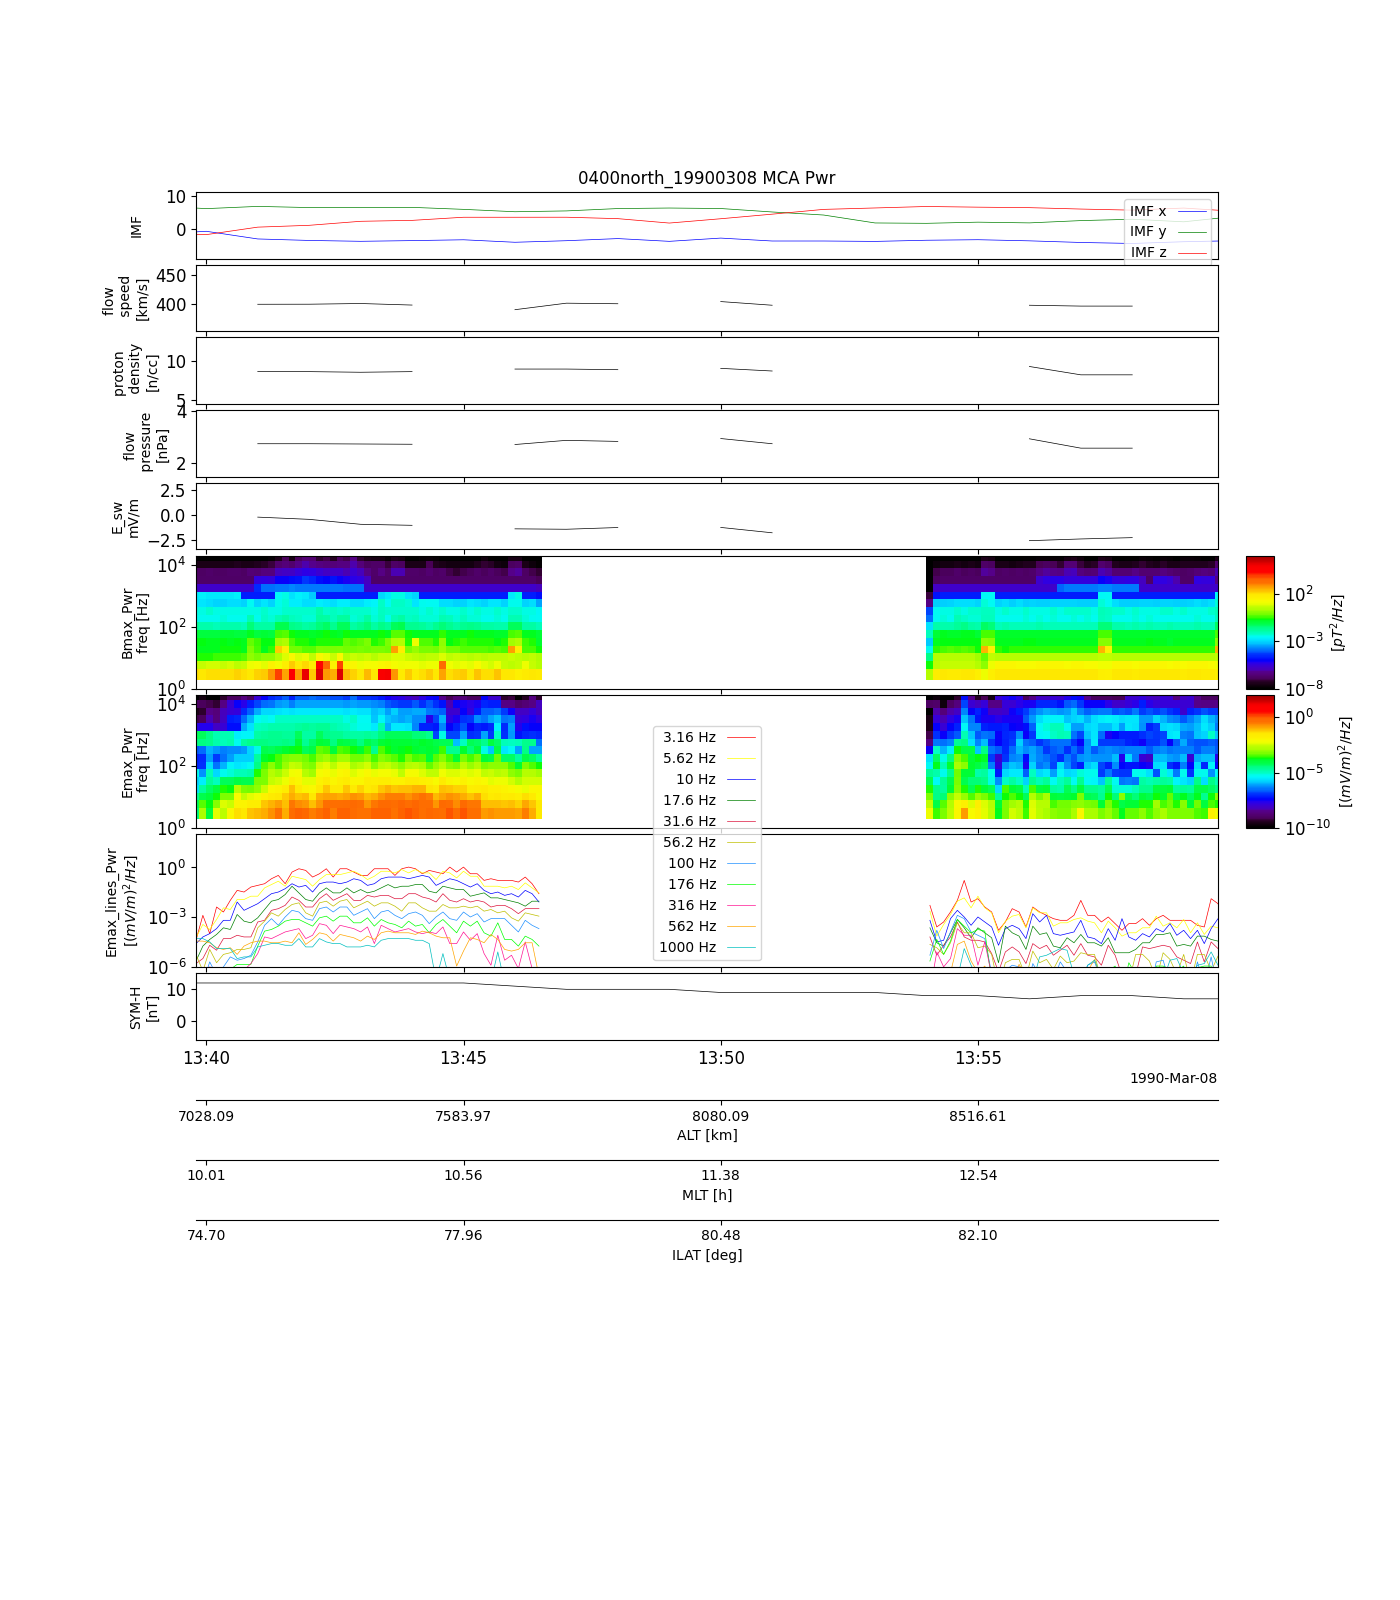 0400north_19900308 MCA Pwr
10
0
IMF
IMF x
IMF y
IMF z
450
400
flow
speed
[km/s]
10
5
proton
density
[n/cc]
4
2
flow
pressure
[nPa]
2.5
0.0
−2.5
E_sw
mV/m
10^4
10^2
10^0
Bmax_Pwr
freq [Hz]
10^2
10^-3
10^-8
[pT^2/Hz]
10^4
10^2
10^0
Emax_Pwr
freq [Hz]
10^0
10^-5
10^-10
[(mV/m)^2/Hz]
3.16 Hz
5.62 Hz
10 Hz
17.6 Hz
31.6 Hz
56.2 Hz
100 Hz
176 Hz
316 Hz
562 Hz
1000 Hz
10^0
10^-3
10^-6
Emax_lines_Pwr
[(mV/m)^2/Hz]
10
0
SYM-H
[nT]
13:40 13:45 13:50 13:55
1990-Mar-08
7028.09 7583.97 8080.09 8516.61
ALT [km]
10.01 10.56 11.38 12.54
MLT [h]
74.70 77.96 80.48 82.10
ILAT [deg]